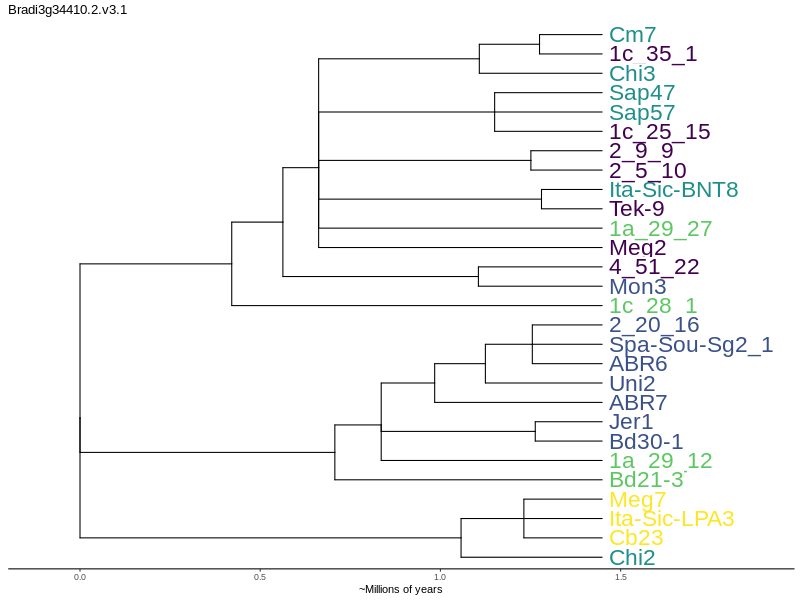 Bradi3g34410.2.v3.1
Cm7
1c_35_1
Chi3
Sap47
Sap57
1c_25_15
2_9_9
2_5_10
Ita-Sic-BNT8
Tek-9
1a_29_27
Meg2
4_51_22
Mon3
1c_28_1
2_20_16
Spa-Sou-Sg2_1
ABR6
Uni2
ABR7
Jer1
Bd30-1
1a_29_12
Bd21-3
Meg7
Ita-Sic-LPA3
Cb23
Chi2
0.0 0.5 1.0 1.5
~Millions of years